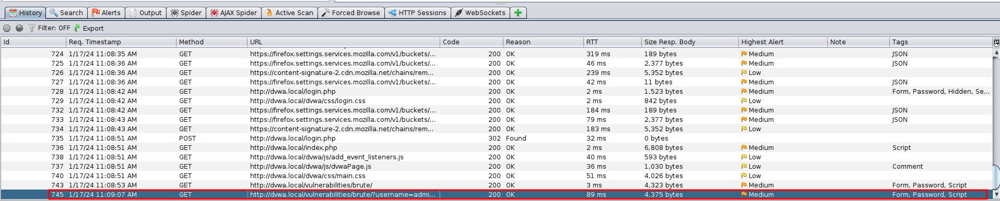 History Search Alerts Output Spider AJAX Spider Active Scan Forced Browse HTTP Sessions WebSockets
Filter: OFF Export
Id Req. Timestamp Method URL Code Reason RTT Size Resp. Body Highest Alert Note Tags
724 1/17/24 11:08:35 AM GET https://firefox.settings.services.mozilla.com/v1/buckets/... 200 OK 319 ms 189 bytes Medium JSON
725 1/17/24 11:08:36 AM GET https://firefox.settings.services.mozilla.com/v1/buckets/... 200 OK 46 ms 2,377 bytes Medium JSON
726 1/17/24 11:08:36 AM GET https://content-signature-2.cdn.mozilla.net/chains/rem... 200 OK 239 ms 5,352 bytes Low
727 1/17/24 11:08:36 AM GET https://firefox.settings.services.mozilla.com/v1/buckets/... 200 OK 42 ms 11 bytes Medium JSON
728 1/17/24 11:08:42 AM GET http://dvwa.local/login.php 200 OK 2 ms 1,523 bytes Medium Form, Password, Hidden, Se...
729 1/17/24 11:08:42 AM GET http://dvwa.local/dvwa/css/login.css 200 OK 2 ms 842 bytes Low
732 1/17/24 11:08:42 AM GET https://firefox.settings.services.mozilla.com/v1/buckets/... 200 OK 184 ms 189 bytes Medium JSON
733 1/17/24 11:08:43 AM GET https://firefox.settings.services.mozilla.com/v1/buckets/... 200 OK 79 ms 2,377 bytes Medium JSON
734 1/17/24 11:08:43 AM GET https://content-signature-2.cdn.mozilla.net/chains/rem... 200 OK 183 ms 5,352 bytes Low
735 1/17/24 11:08:51 AM POST http://dvwa.local/login.php 302 Found 32 ms 0 bytes
736 1/17/24 11:08:51 AM GET http://dvwa.local/index.php 200 OK 2 ms 6,808 bytes Medium Script
738 1/17/24 11:08:51 AM GET http://dvwa.local/dvwa/js/add_event_listeners.js 200 OK 40 ms 593 bytes Low
737 1/17/24 11:08:51 AM GET http://dvwa.local/dvwa/js/dvwaPage.js 200 OK 36 ms 1,030 bytes Low Comment
740 1/17/24 11:08:51 AM GET http://dvwa.local/dvwa/css/main.css 200 OK 51 ms 4,026 bytes Low
743 1/17/24 11:08:53 AM GET http://dvwa.local/vulnerabilities/brute/ 200 OK 3 ms 4,323 bytes Medium Form, Password, Script
745 1/17/24 11:09:07 AM GET http://dvwa.local/vulnerabilities/brute/?username=admi... 200 OK 89 ms 4,375 bytes Medium Form, Password, Script